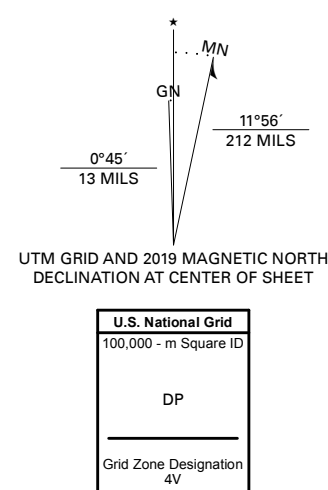 ★
MN
GN
11°56´
212 MILS
0°45´
13 MILS
UTM GRID AND 2019 MAGNETIC NORTH
DECLINATION AT CENTER OF SHEET
U.S. National Grid
100,000 - m Square ID
DP
Grid Zone Designation
4V